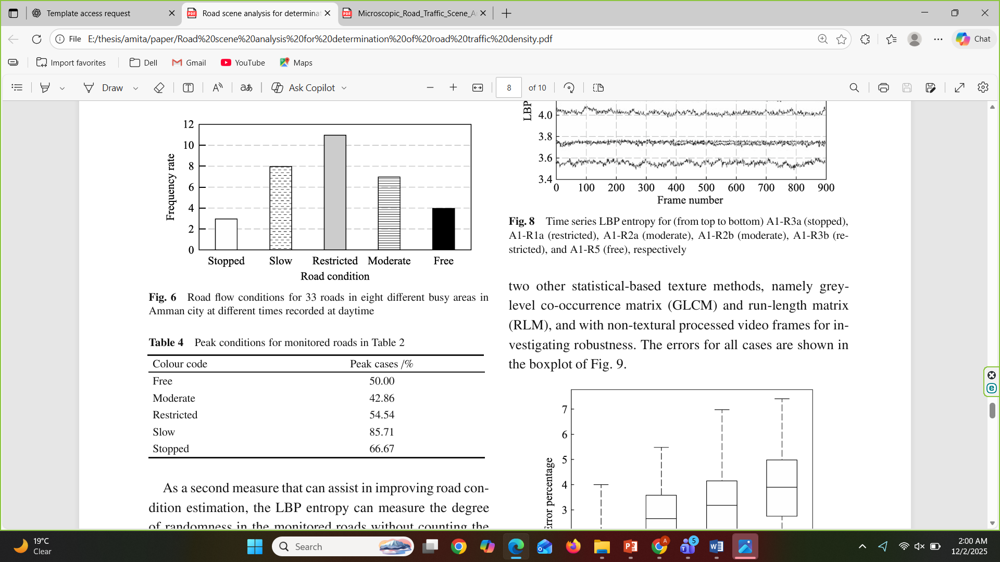 Template access request
Road scene analysis for determinat
Microscopic_Road_Traffic_Scene_A
File
E:/thesis/amita/paper/Road%20scene%20analysis%20for%20determination%20of%20road%20traffic%20density.pdf
Chat
Import favorites
Dell
Gmail
YouTube
Maps
Draw
Ask Copilot
8
of 10
12
10
8
6
4
2
0
Frequency rate
Stopped
Slow
Restricted
Moderate
Free
Road condition
Fig. 6 Road flow conditions for 33 roads in eight different busy areas in
Amman city at different times recorded at daytime
Table 4 Peak conditions for monitored roads in Table 2
Colour code Peak cases /%
Free 50.00
Moderate 42.86
Restricted 54.54
Slow 85.71
Stopped 66.67
As a second measure that can assist in improving road con-
dition estimation, the LBP entropy can measure the degree
of randomness in the monitored roads without counting the
LBP
4.0
3.8
3.6
3.4
0 100 200 300 400 500 600 700 800 900
Frame number
Fig. 8 Time series LBP entropy for (from top to bottom) A1-R3a (stopped),
A1-R1a (restricted), A1-R2a (moderate), A1-R2b (moderate), A1-R3b (re-
stricted), and A1-R5 (free), respectively
two other statistical-based texture methods, namely grey-
level co-occurrence matrix (GLCM) and run-length matrix
(RLM), and with non-textural processed video frames for in-
vestigating robustness. The errors for all cases are shown in
the boxplot of Fig. 9.
7
6
5
4
3
Error percentage
19°C
Clear
Search
5
2:00 AM
12/2/2025